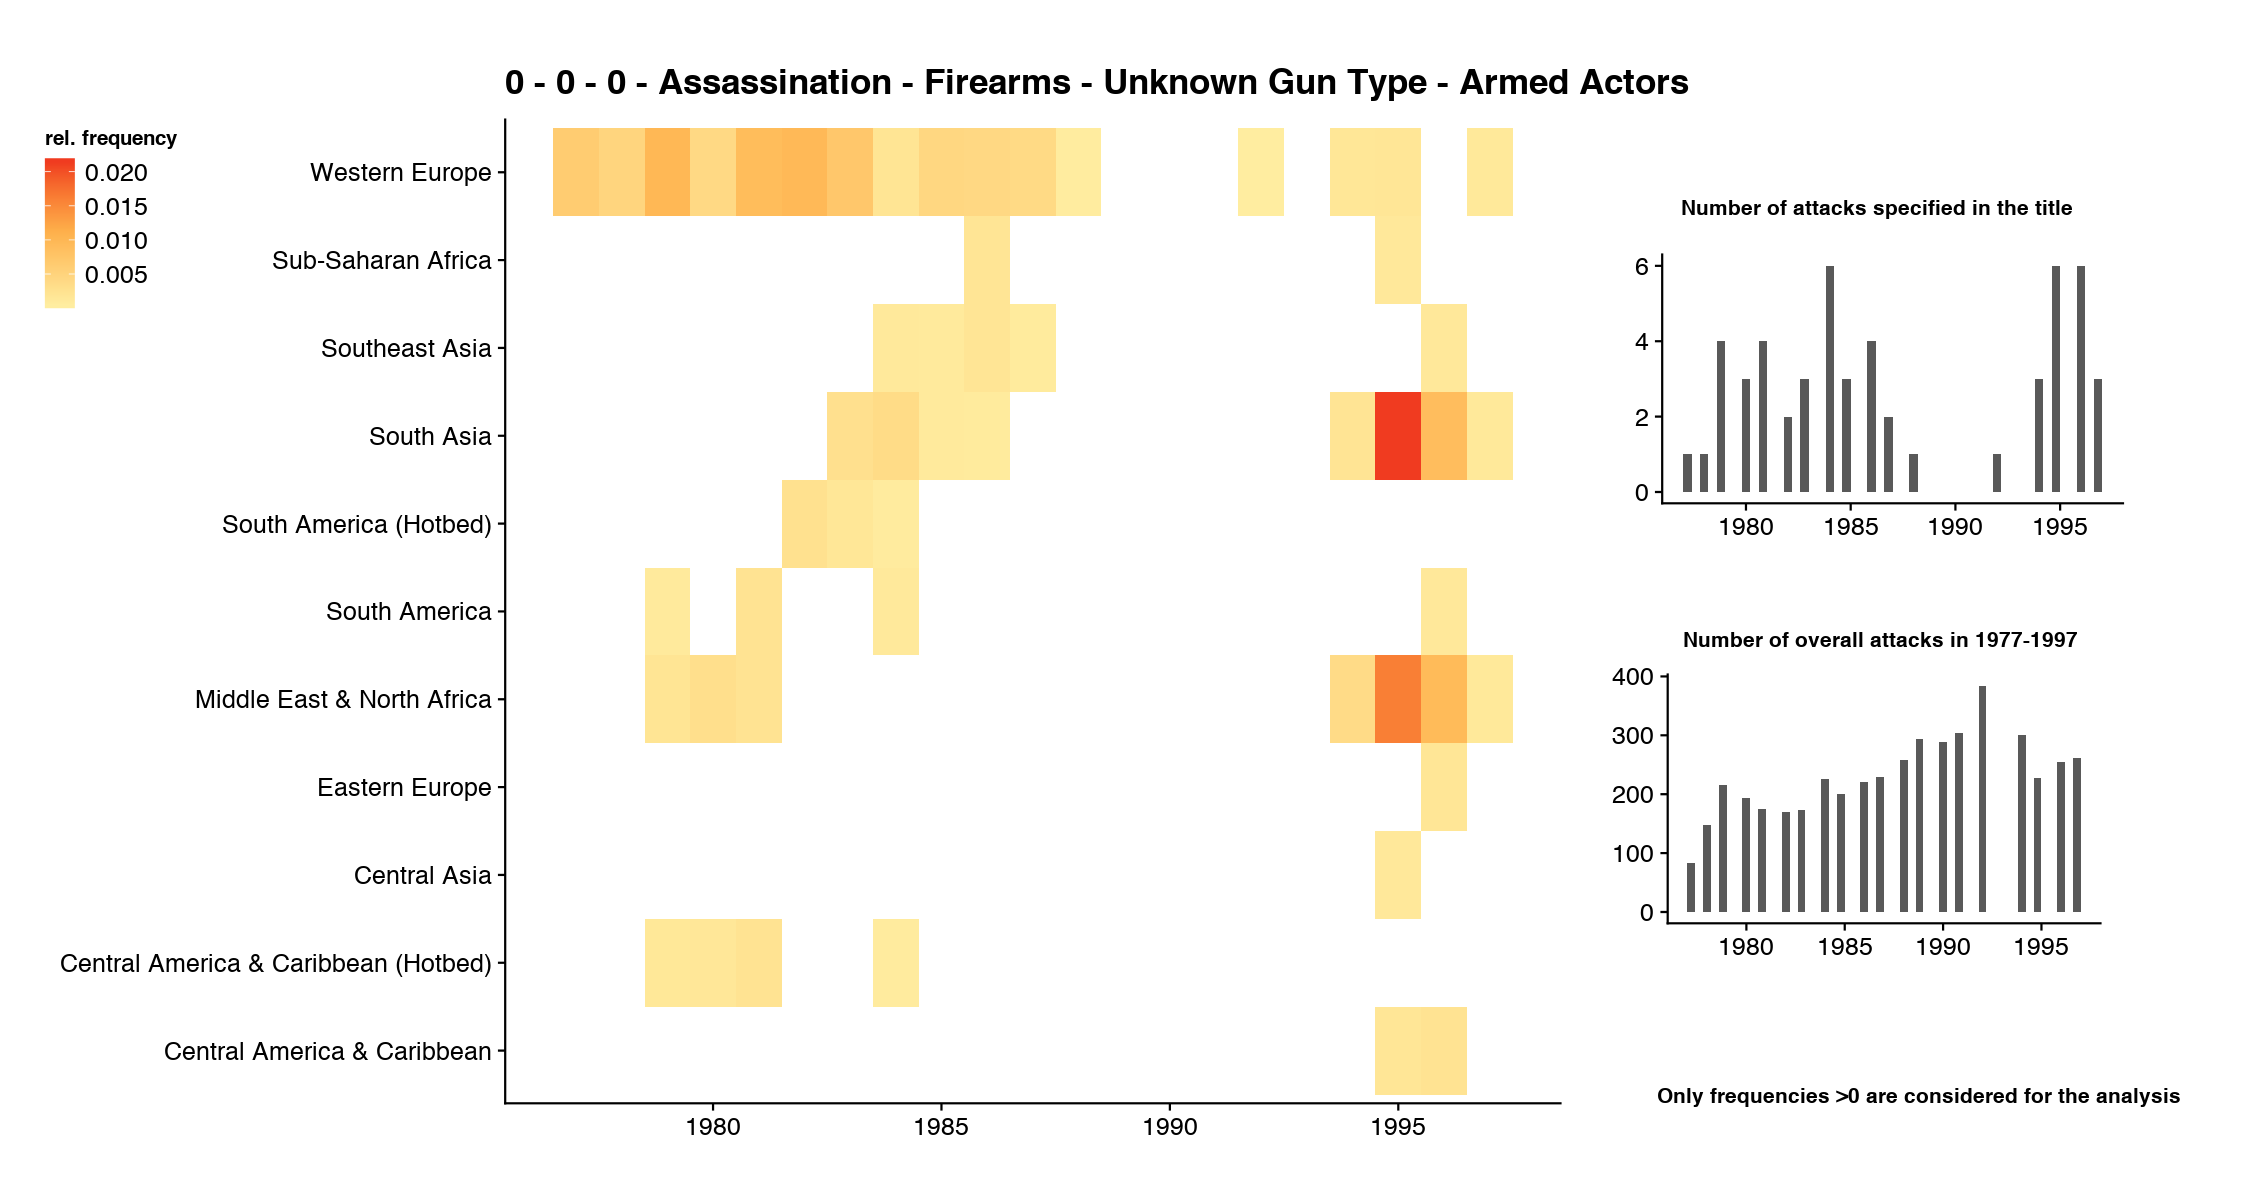 0 - 0 - 0 - Assassination - Firearms - Unknown Gun Type - Armed Actors
rel. frequency
0.020
0.015
0.010
0.005
Western Europe
Sub-Saharan Africa
Southeast Asia
South Asia
South America (Hotbed)
South America
Middle East & North Africa
Eastern Europe
Central Asia
Central America & Caribbean (Hotbed)
Central America & Caribbean
1980 1985 1990 1995
Number of attacks specified in the title
6
4
2
0
1980 1985 1990 1995
Number of overall attacks in 1977-1997
400
300
200
100
0
1980 1985 1990 1995
Only frequencies >0 are considered for the analysis